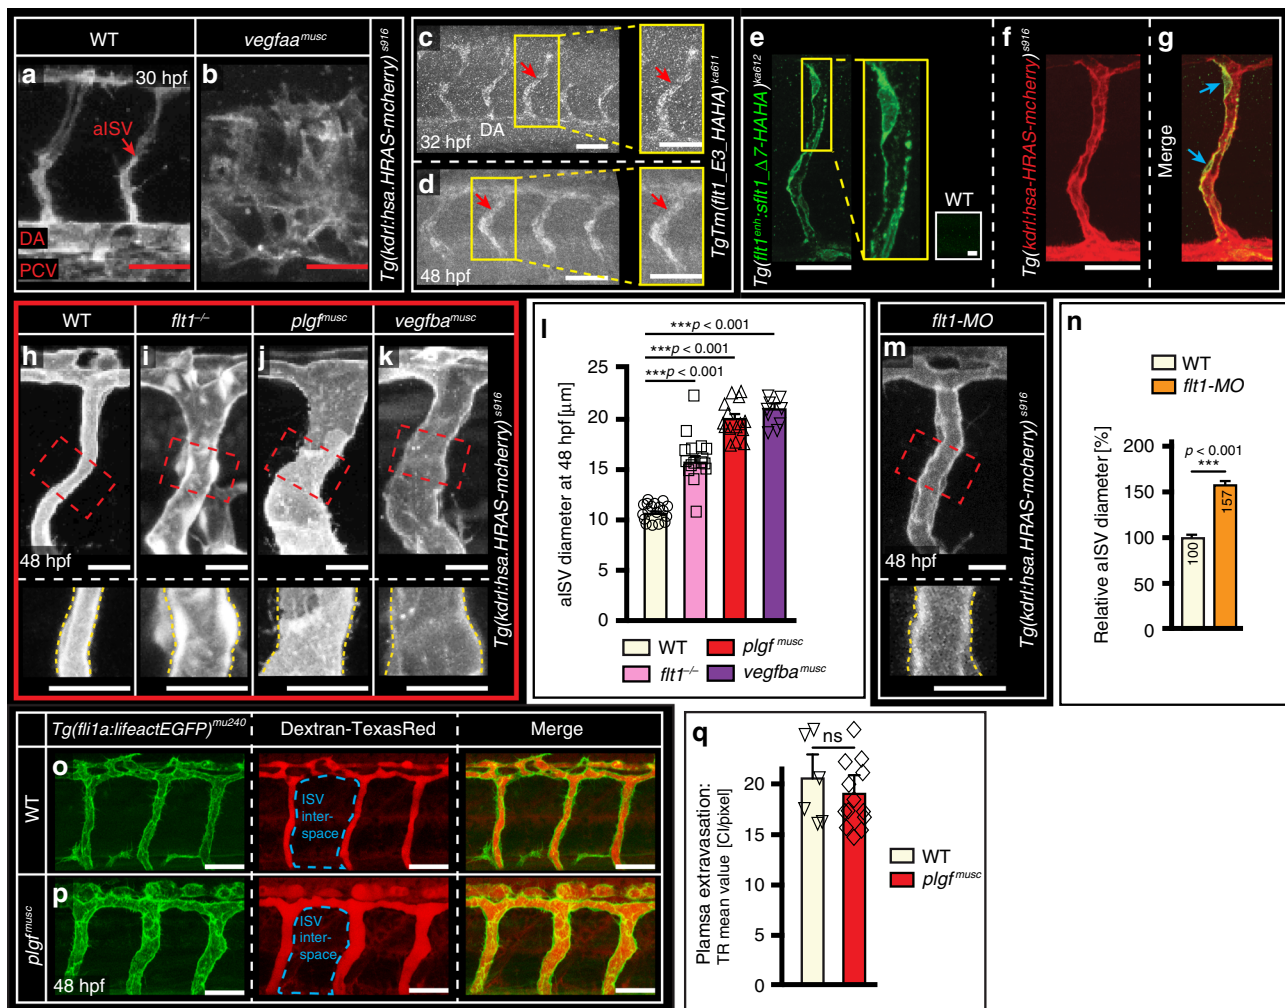 WT
vegfaa^musc
a
30 hpf
aISV
DA
PCV
b
Tg(kdrl:hsa.HRAS-mcherry)^s916
c
DA
32 hpf
d
48 hpf
TgTm(flt1_E3_HAHA)^ka611
e
Tg(flt1^enh:sflt1_Δ7-HAHA)^ka612
WT
f
Tg(kdrl:hsa-HRAS-mcherry)^s916
g
Merge
WT
flt1^–/–
plgf^musc
vegfba^musc
h
i
j
k
48 hpf
Tg(kdrl:hsa.HRAS-mcherry)^s916
l
***p < 0.001
***p < 0.001
***p < 0.001
aISV diameter at 48 hpf [μm]
25
20
15
10
5
0
WT
plgf^musc
flt1^–/–
vegfba^musc
flt1-MO
m
48 hpf
Tg(kdrl:hsa.HRAS-mcherry)^s916
n
WT
flt1-MO
Relative aISV diameter [%]
200
150
100
50
0
p < 0.001
***
100
157
Tg(fli1a:lifeactEGFP)^mu240
Dextran-TexasRed
Merge
WT
o
ISV
inter-
space
plgf^musc
p
ISV
inter-
space
48 hpf
q
ns
Plamsa extravasation:
TR mean value [CI/pixel]
20
15
10
5
0
WT
plgf^musc